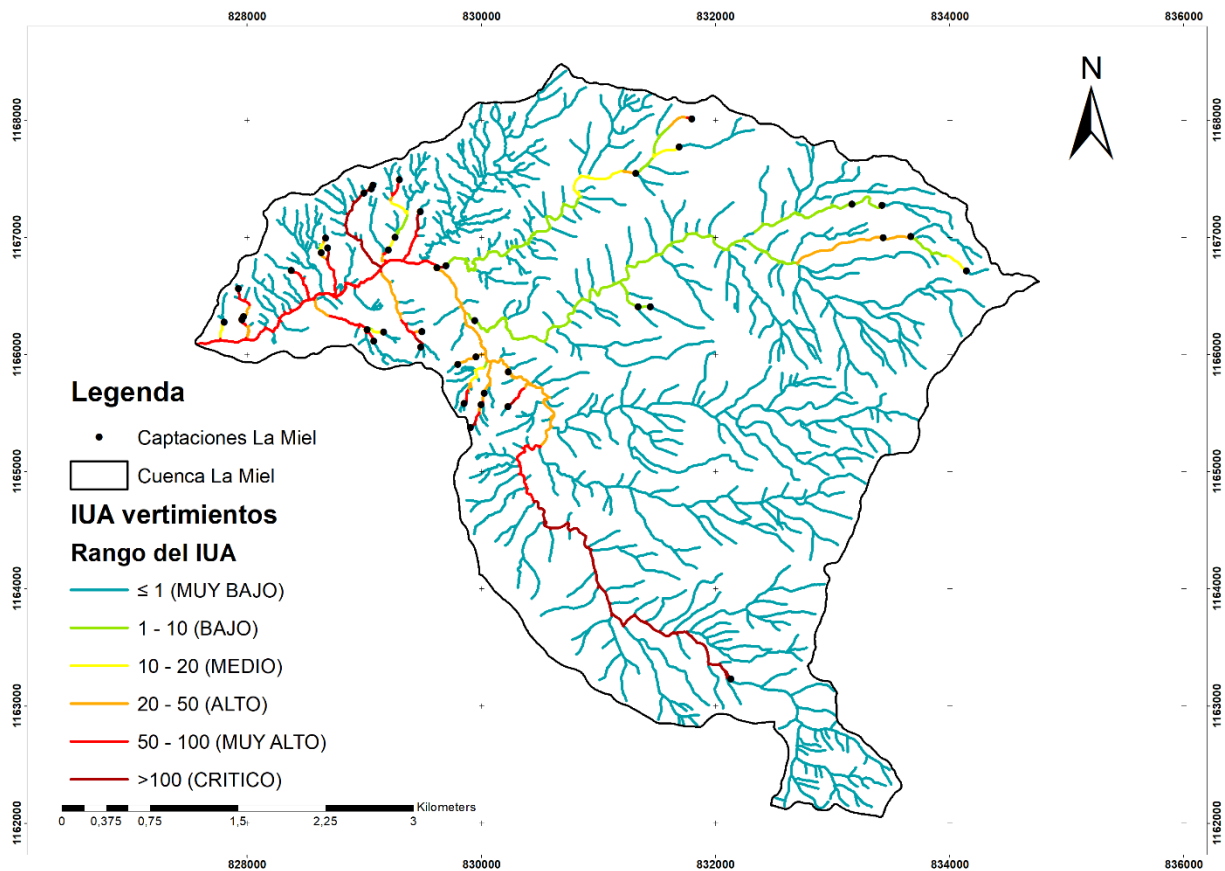 828000 830000 832000 834000 836000
N
1168000 1168000
1167000 1167000
1166000 1166000
1165000 1165000
1164000 1164000
1163000 1163000
1162000 1162000
Legenda
Captaciones La Miel
Cuenca La Miel
IUA vertimientos
Rango del IUA
≤ 1 (MUY BAJO)
1 - 10 (BAJO)
10 - 20 (MEDIO)
20 - 50 (ALTO)
50 - 100 (MUY ALTO)
>100 (CRITICO)
Kilometers
0 0,375 0,75 1,5 2,25 3
828000 830000 832000 834000 836000